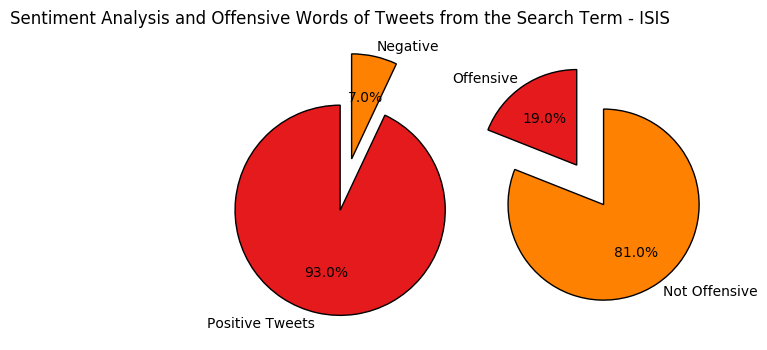 Sentiment Analysis and Offensive Words of Tweets from the Search Term - ISIS
Negative
7.0%
93.0%
Positive Tweets
Offensive
19.0%
81.0%
Not Offensive